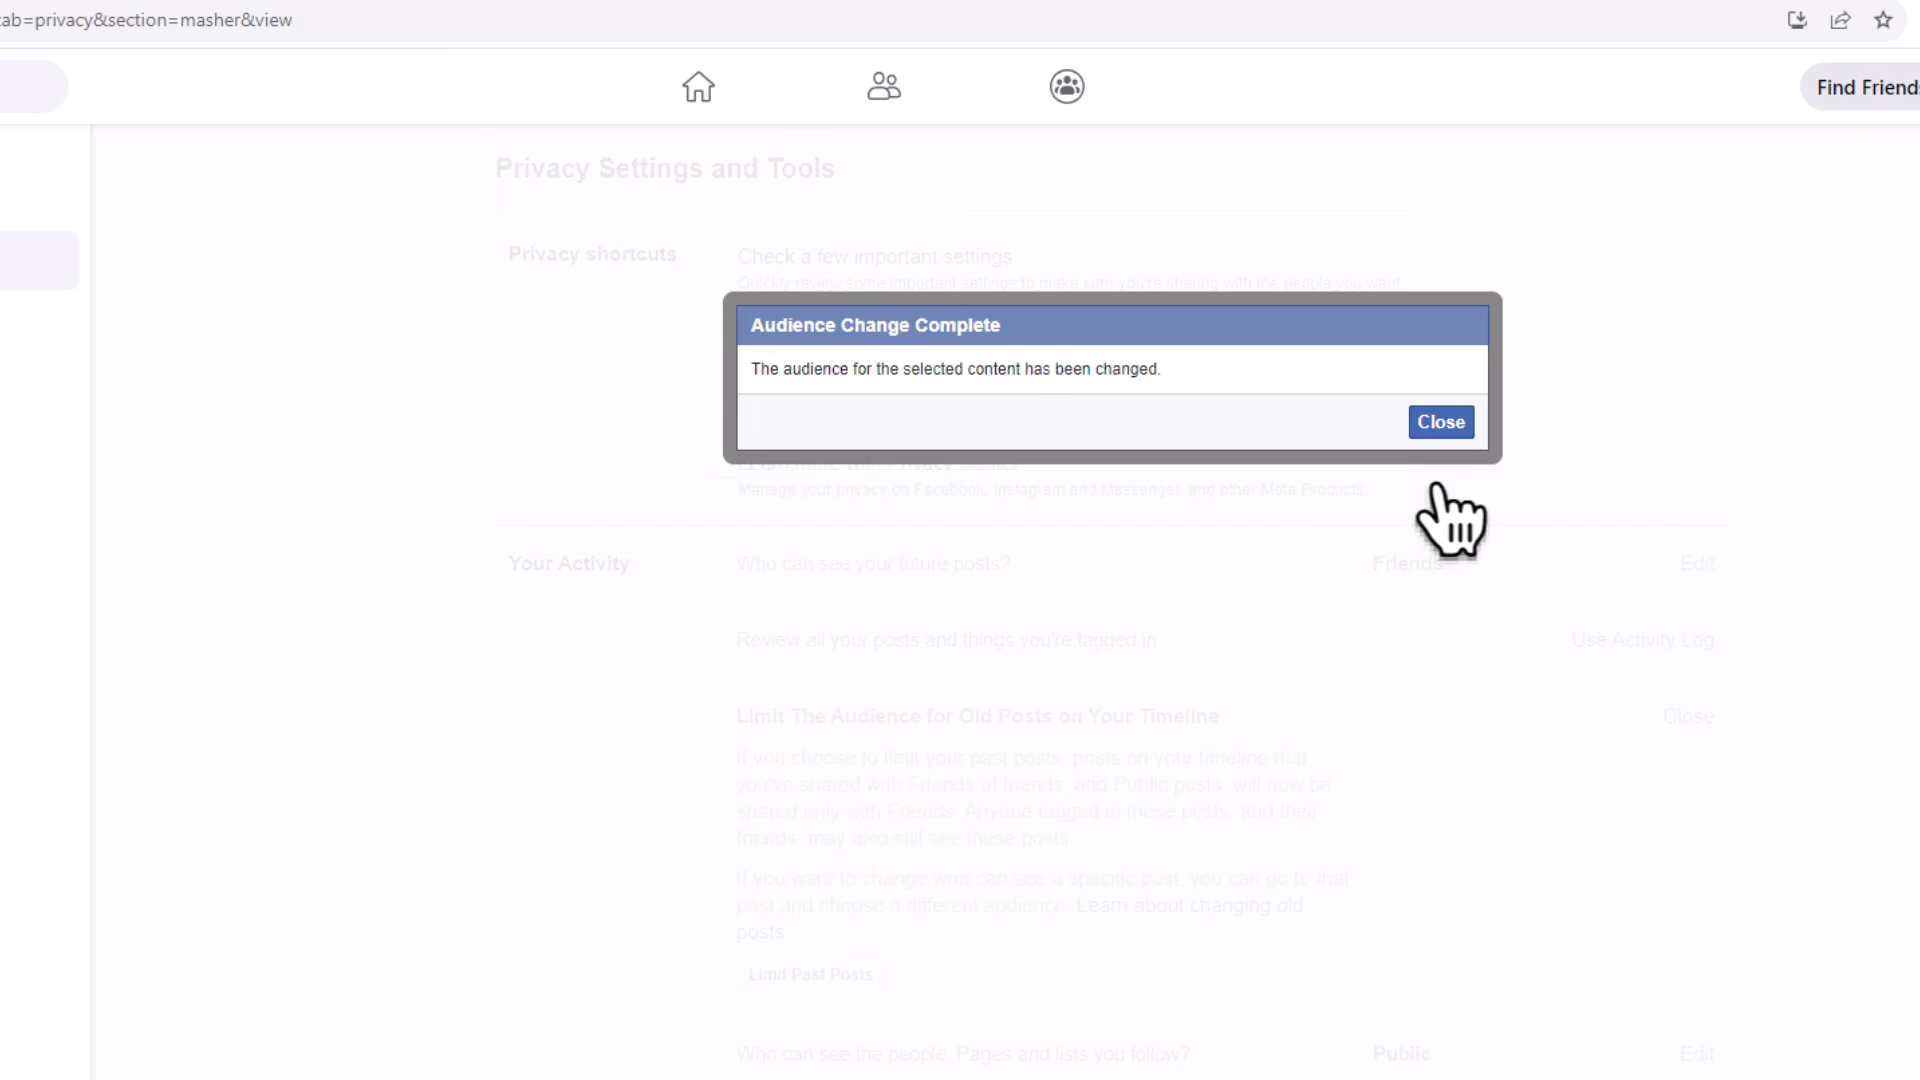 tab=privacy&section=masher&view
Find Friends
Privacy Settings and Tools
Privacy shortcuts
Check a few important settings
Quickly review some important settings to make sure you're sharing with the people you want.
Audience Change Complete
The audience for the selected content has been changed.
Close
Manage your privacy on Facebook, Instagram and Messenger, and other Meta Products.
Your Activity
Who can see your future posts?
Friends
Edit
Review all your posts and things you're tagged in
Use Activity Log
Limit The Audience for Old Posts on Your Timeline
Close
If you choose to limit your past posts, posts on your timeline that
you've shared with Friends of friends, and Public posts, will now be
shared only with Friends. Anyone tagged in these posts, and their
friends, may also still see these posts.
If you want to change who can see a specific post, you can go to that
post and choose a different audience. Learn about changing old
posts
Limit Past Posts
Who can see the people, Pages and lists you follow?
Public
Edit